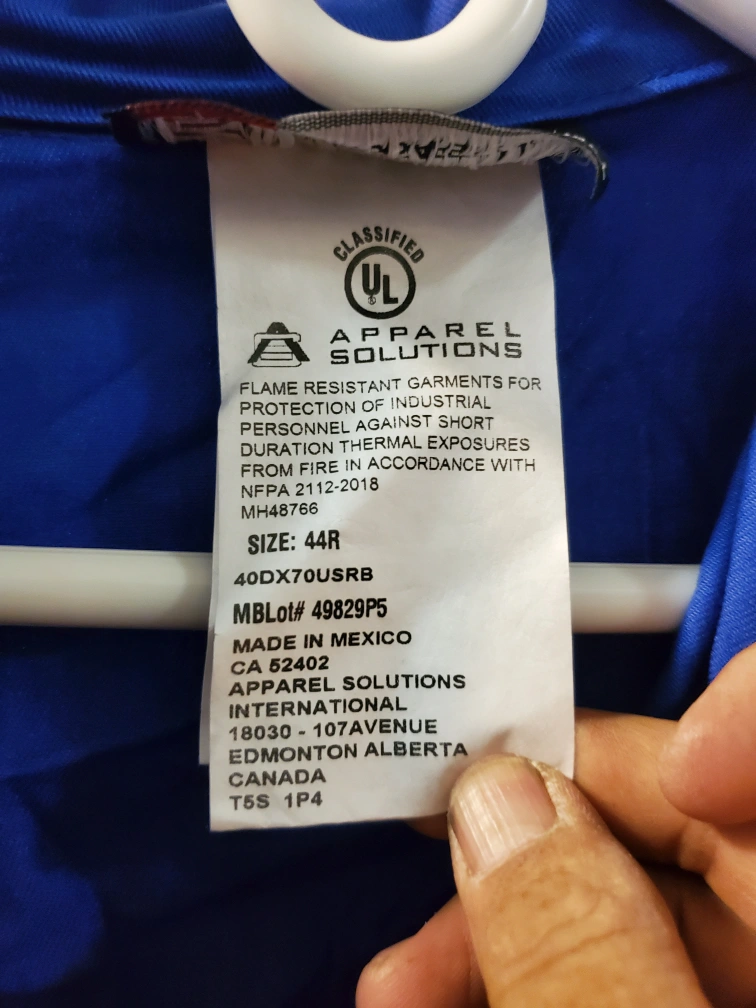 CLASSIFIED
UL
®
APPAREL
SOLUTIONS
FLAME RESISTANT GARMENTS FOR
PROTECTION OF INDUSTRIAL
PERSONNEL AGAINST SHORT
DURATION THERMAL EXPOSURES
FROM FIRE IN ACCORDANCE WITH
NFPA 2112-2018
MH48766
SIZE: 44R
40DX70USRB
MBLot# 49829P5
MADE IN MEXICO
CA 52402
APPAREL SOLUTIONS
INTERNATIONAL
18030 - 107AVENUE
EDMONTON ALBERTA
CANADA
T5S 1P4